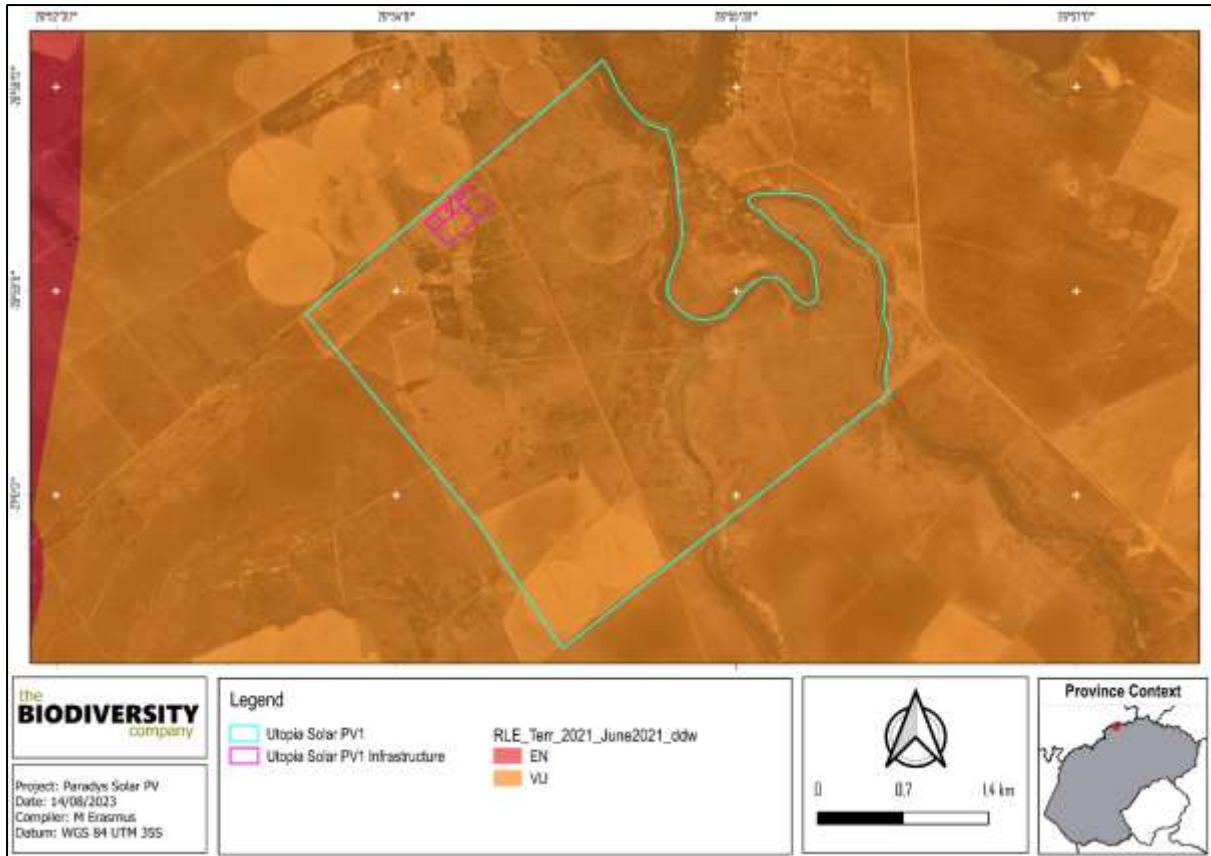 the
BIODIVERSITY
company
Project: Paradys Solar PV
Date: 14/08/2023
Compiler: M Erasmus
Datum: WGS 84 UTM 35S
Legend
Utopia Solar PV1
Utopia Solar PV1 Infrastructure
RLE_Terr_2021_June2021_ddw
EN
VU
0 0.7 1.4 km
Province Context